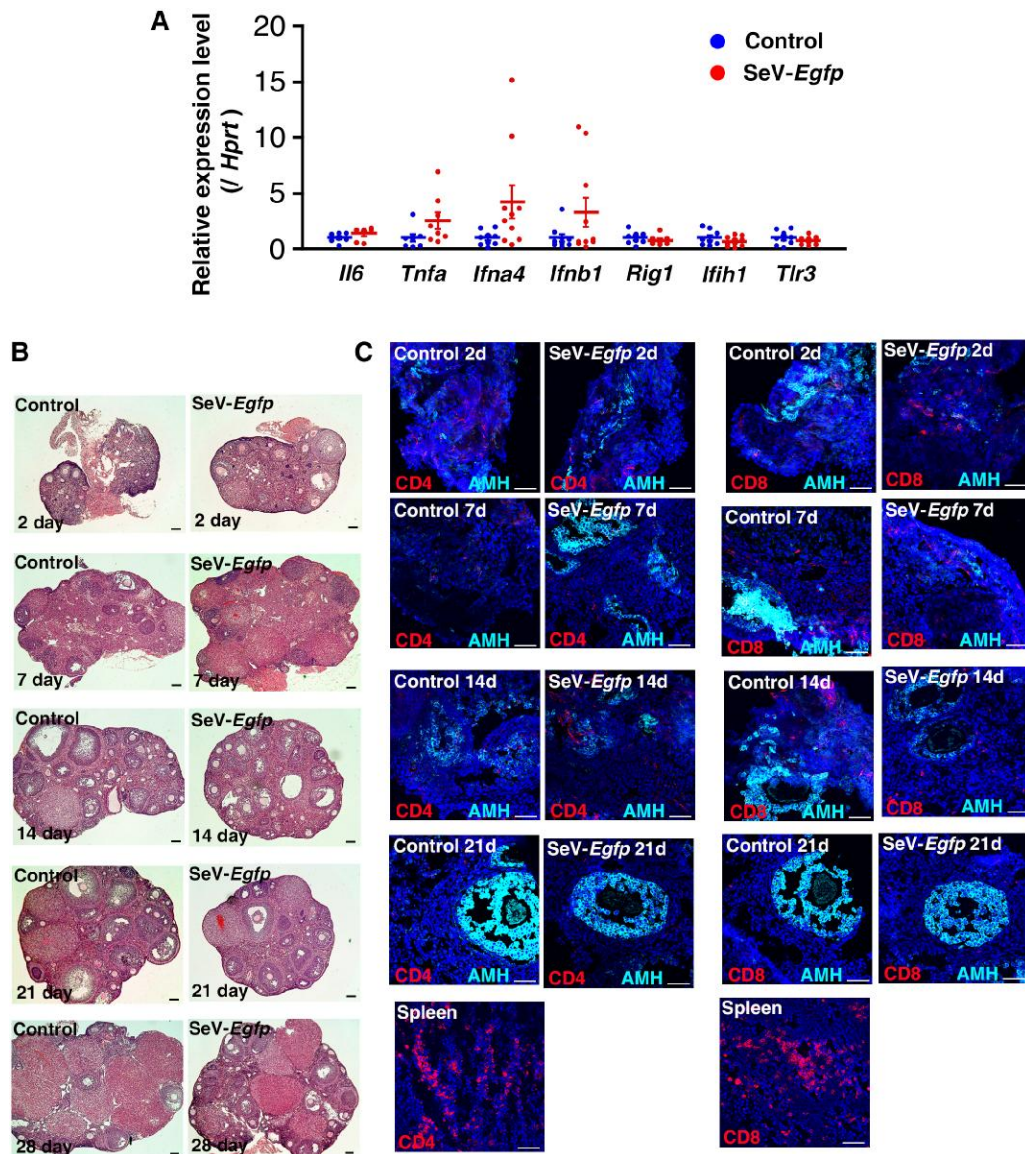 A
Relative expression level
(/ Hprt )
20
15
10
5
0
Control
SeV-Egfp
Il6 Tnfa Ifna4 Ifnb1 Rig1 Ifih1 Tlr3
B
Control SeV-Egfp
2 day 2 day
Control SeV-Egfp
7 day 7 day
Control SeV-Egfp
14 day 14 day
Control SeV-Egfp
21 day 21 day
Control SeV-Egfp
28 day 28 day
C
Control 2d SeV-Egfp 2d Control 2d SeV-Egfp 2d
CD4 AMH CD4 AMH CD8 AMH CD8 AMH
Control 7d SeV-Egfp 7d Control 7d SeV-Egfp 7d
CD4 AMH CD4 AMH CD8 AMH CD8 AMH
Control 14d SeV-Egfp 14d Control 14d SeV-Egfp 14d
CD4 AMH CD4 AMH CD8 AMH CD8 AMH
Control 21d SeV-Egfp 21d Control 21d SeV-Egfp 21d
CD4 AMH CD4 AMH CD8 AMH CD8 AMH
Spleen Spleen
CD4 CD8